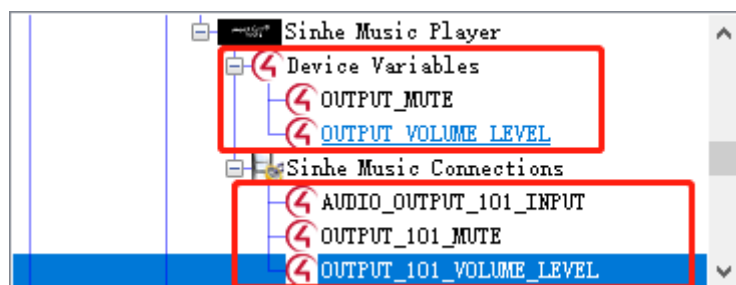 Sinhe Music Player
Device Variables
OUTPUT_MUTE
OUTPUT_VOLUME_LEVEL
Sinhe Music Connections
AUDIO_OUTPUT_101_INPUT
OUTPUT_101_MUTE
OUTPUT_101_VOLUME_LEVEL